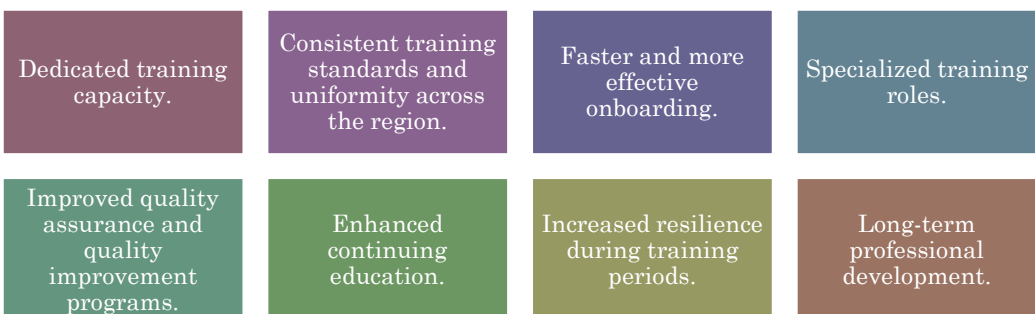 Dedicated training
capacity.
Consistent training
standards and
uniformity across
the region.
Faster and more
effective
onboarding.
Specialized training
roles.
Improved quality
assurance and
quality
improvement
programs.
Enhanced
continuing
education.
Increased resilience
during training
periods.
Long-term
professional
development.